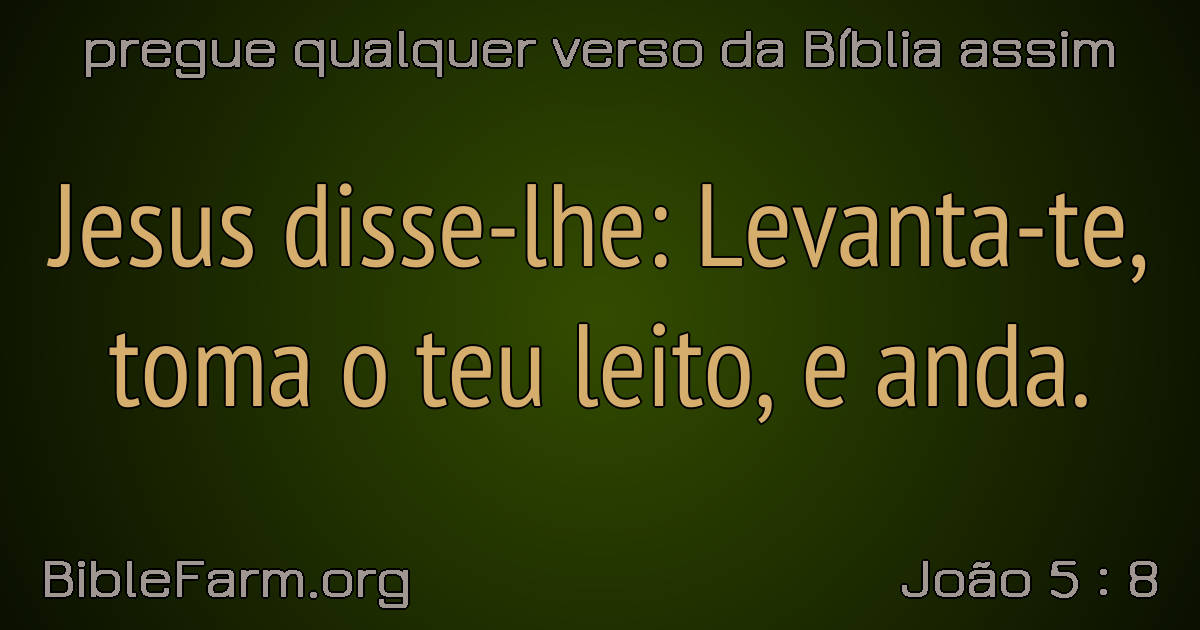 pregue qualquer verso da Bíblia assim
Jesus disse-lhe: Levanta-te,
toma o teu leito, e anda.
BibleFarm.org
João 5 : 8